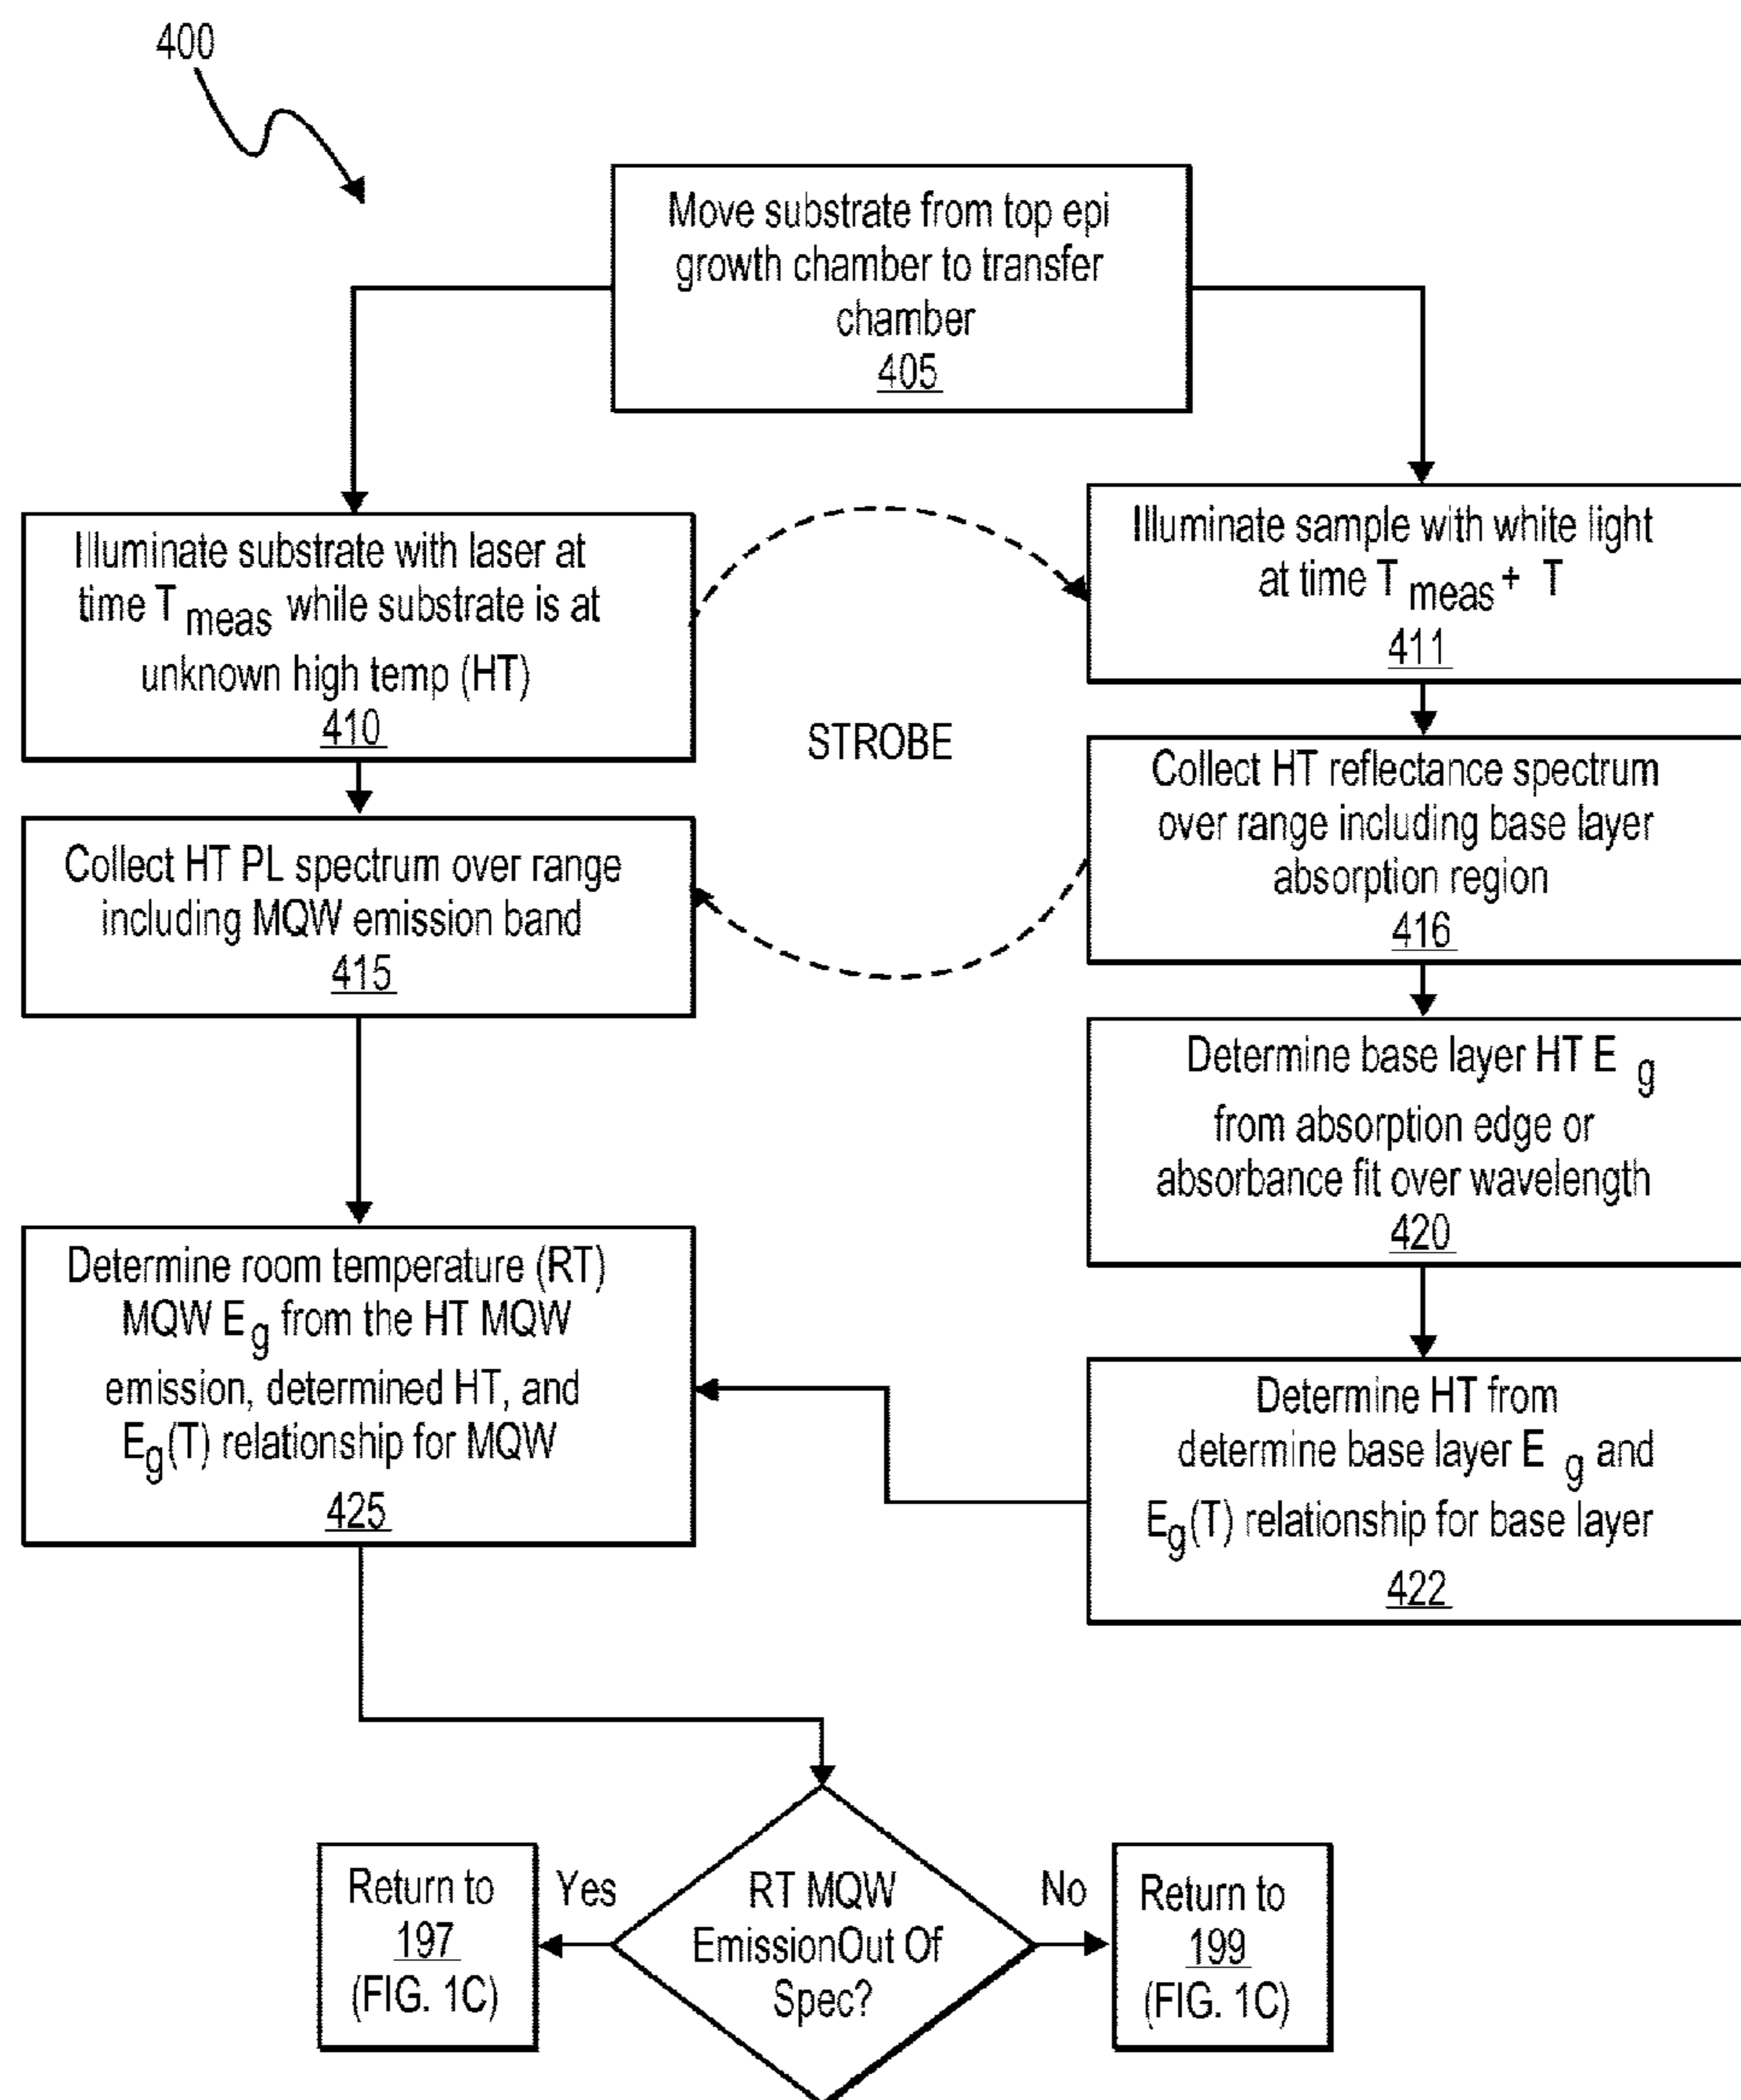 400
Move substrate from top epi
growth chamber to transfer
chamber
405
Illuminate substrate with laser at
time T meas while substrate is at
unknown high temp (HT)
410
Illuminate sample with white light
at time T meas + T
411
STROBE
Collect HT PL spectrum over range
including MQW emission band
415
Collect HT reflectance spectrum
over range including base layer
absorption region
416
Determine base layer HT E g
from absorption edge or
absorbance fit over wavelength
420
Determine room temperature (RT)
MQW E g from the HT MQW
emission, determined HT, and
Eg(T) relationship for MQW
425
Determine HT from
determine base layer E g and
Eg(T) relationship for base layer
422
Return to
197
(FIG. 1C)
Yes
RT MQW
EmissionOut Of
Spec?
No
Return to
199
(FIG. 1C)